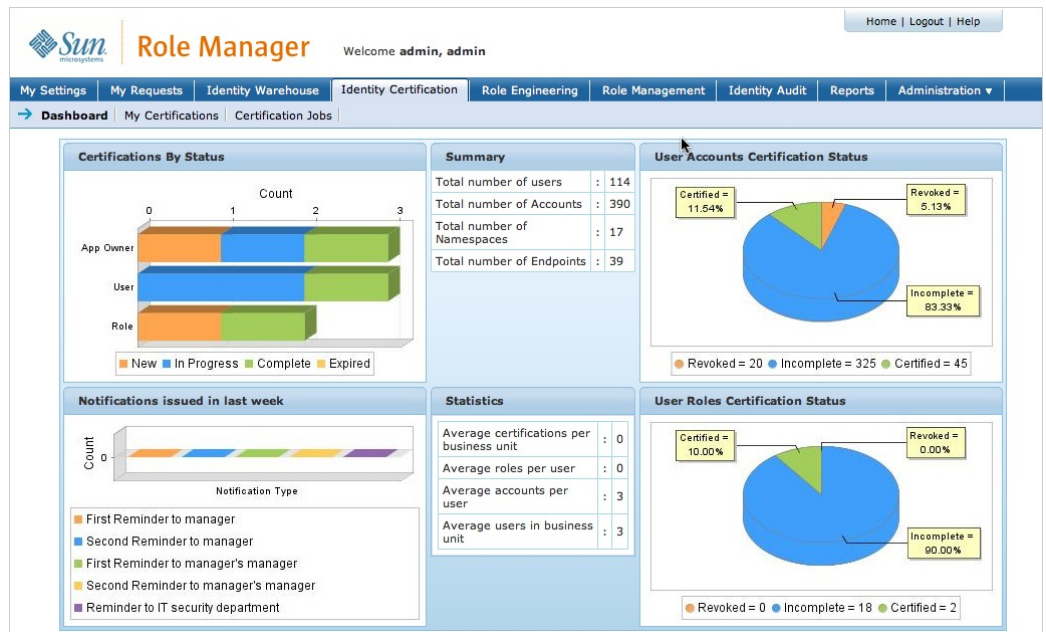 Home | Logout | Help
Sun
microsystems
Role Manager
Welcome admin, admin
My Settings
My Requests
Identity Warehouse
Identity Certification
Role Engineering
Role Management
Identity Audit
Reports
Administration ▼
Dashboard
My Certifications
Certification Jobs
Certifications By Status
Count
0 1 2 3
App Owner
User
Role
New In Progress Complete Expired
Summary
Total number of users : 114
Total number of Accounts : 390
Total number of
Namespaces : 17
Total number of Endpoints : 39
User Accounts Certification Status
Certified =
11.54%
Revoked =
5.13%
Incomplete =
83.33%
Revoked = 20 Incomplete = 325 Certified = 45
Notifications issued in last week
Count
0
Notification Type
First Reminder to manager
Second Reminder to manager
First Reminder to manager's manager
Second Reminder to manager's manager
Reminder to IT security department
Statistics
Average certifications per
business unit : 0
Average roles per user : 0
Average accounts per
user : 3
Average users in business
unit : 3
User Roles Certification Status
Certified =
10.00%
Revoked =
0.00%
Incomplete =
90.00%
Revoked = 0 Incomplete = 18 Certified = 2